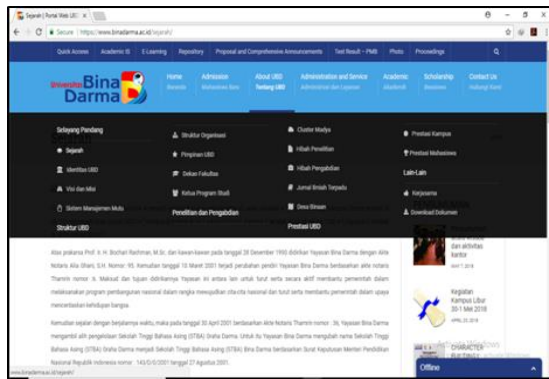 Sejarah | Portal Web UBD
Secure | https://www.binadarma.ac.id/sejarah/
Quick Access Academic IS E-Learning Repository Proposal and Comprehensive Announcements Test Result - PMB Photo Proceedings
Universitas Bina Darma
Home Admission About UBD Administration and Service Academic Scholarship Contact Us
Beranda Mahasiswa Baru Tentang UBD Administrasi dan Layanan Akademik Beasiswa Hubungi Kami
Selayang Pandang
Sejarah
Identitas UBD
Visi dan Misi
Sistem Manajemen Mutu
Struktur UBD
Struktur Organisasi
Pimpinan UBD
Dekan Fakultas
Ketua Program Studi
Penelitian dan Pengabdian
Cluster Madya
Hibah Penelitian
Hibah Pengabdian
Jurnal Ilmiah Terpadu
Desa Binaan
Prestasi UBD
Prestasi Kampus
Prestasi Mahasiswa
Lain-Lain
Kerjasama
Download Dokumen
Atas prakarsa Prof. Ir. H. Bochari Rachman, M.Sc. dan kawan-kawan pada tanggal 28 Desember 1993 didirikan Yayasan Bina Darma dengan Akte
Notaris Alia Ghani, S.H. Nomor: 95. Kemudian tanggal 10 Maret 2001 terjadi perubahan pendiri Yayasan Bina Darma berdasarkan akte notaris
Thamrin nomor: 6. Maksud dan tujuan didirikannya Yayasan ini antara lain untuk turut serta secara aktif membantu pemerintah dalam
melaksanakan program pembangunan nasional dalam rangka mewujudkan cita-cita nasional dan turut serta membantu pemerintah dalam upaya
mencerdaskan kehidupan bangsa.
Kemudian sejalan dengan berjalannya waktu, maka pada tanggal 30 April 2001 berdasarkan Akte Notaris Thamrin nomor : 36, Yayasan Bina Darma
mengambil alih pengelolaan Sekolah Tinggi Bahasa Asing (STBA) Graha Darma. Untuk itu Yayasan Bina Darma mengubah nama Sekolah Tinggi
Bahasa Asing (STBA) Graha Darma menjadi Sekolah Tinggi Bahasa Asing (STBA) Bina Darma berdasarkan Surat Keputusan Menteri Pendidikan
Nasional Republik Indonesia nomor : 140/D/O/2001 tanggal 27 Agustus 2001.
dan aktivitas
kantor
MAY 7, 2018
Kegiatan
Kampus Libur
30-1 Mei 2018
APRIL 25, 2018
CHARACTER
Activate Windows
Offline
www.binadarma.ac.id/sejarah/